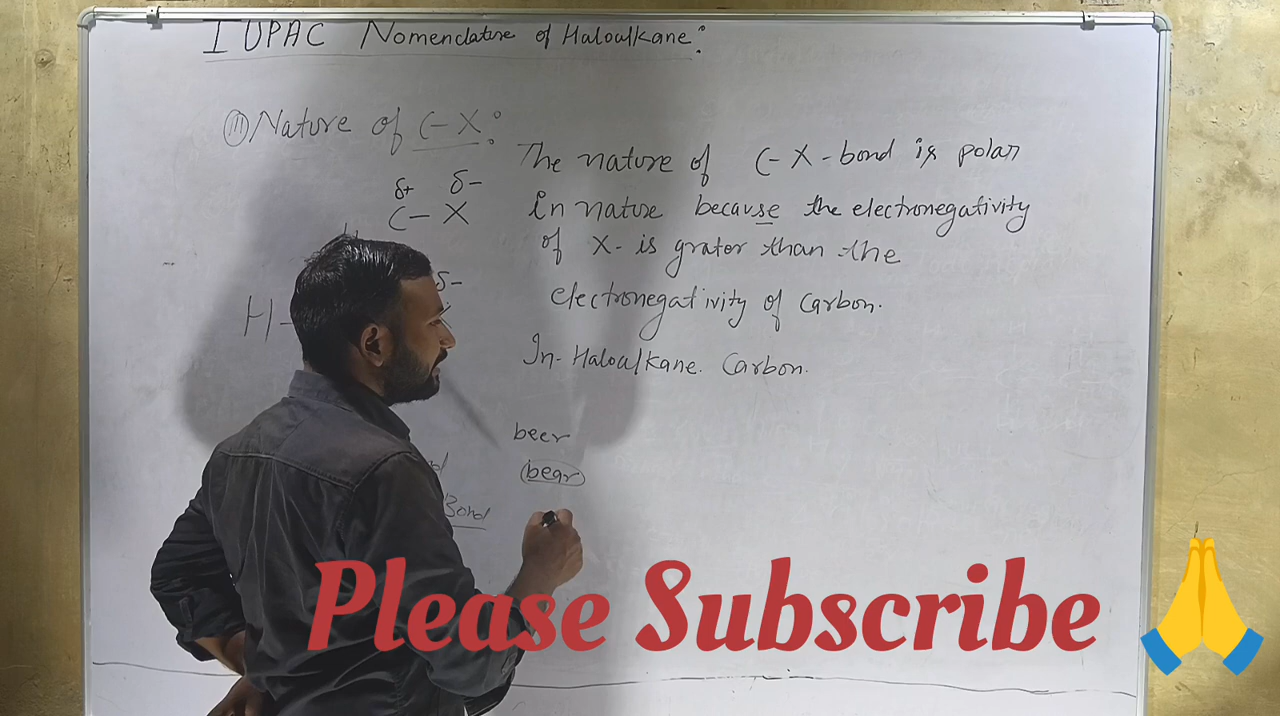 IUPAC Nomenclature of Haloalkane:
(III) Nature of C-X:
δ+ δ-
C-X
The nature of C-X-bond is polar
in nature because the electronegativity
of X- is grater than the
electronegativity of Carbon.
In-Haloalkane. Carbon.
δ-
H-
beer
bear
Bond
Please Subscribe